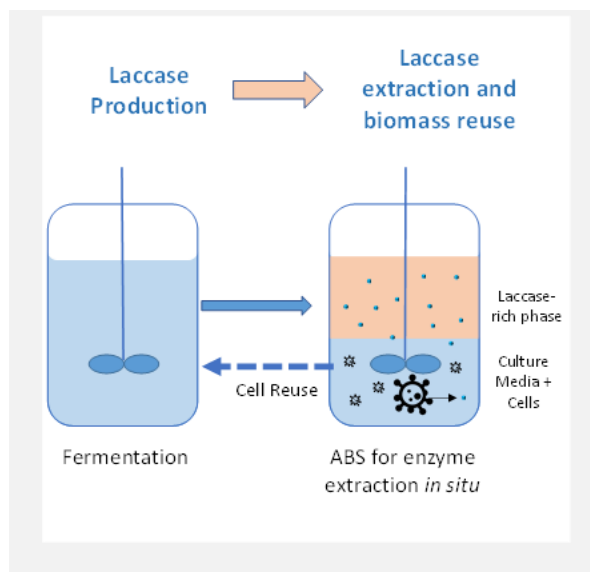 Laccase
Production
Laccase
extraction and
biomass reuse
Laccase-
rich phase
Cell Reuse
Culture
Media +
Cells
Fermentation
ABS for enzyme
extraction in situ